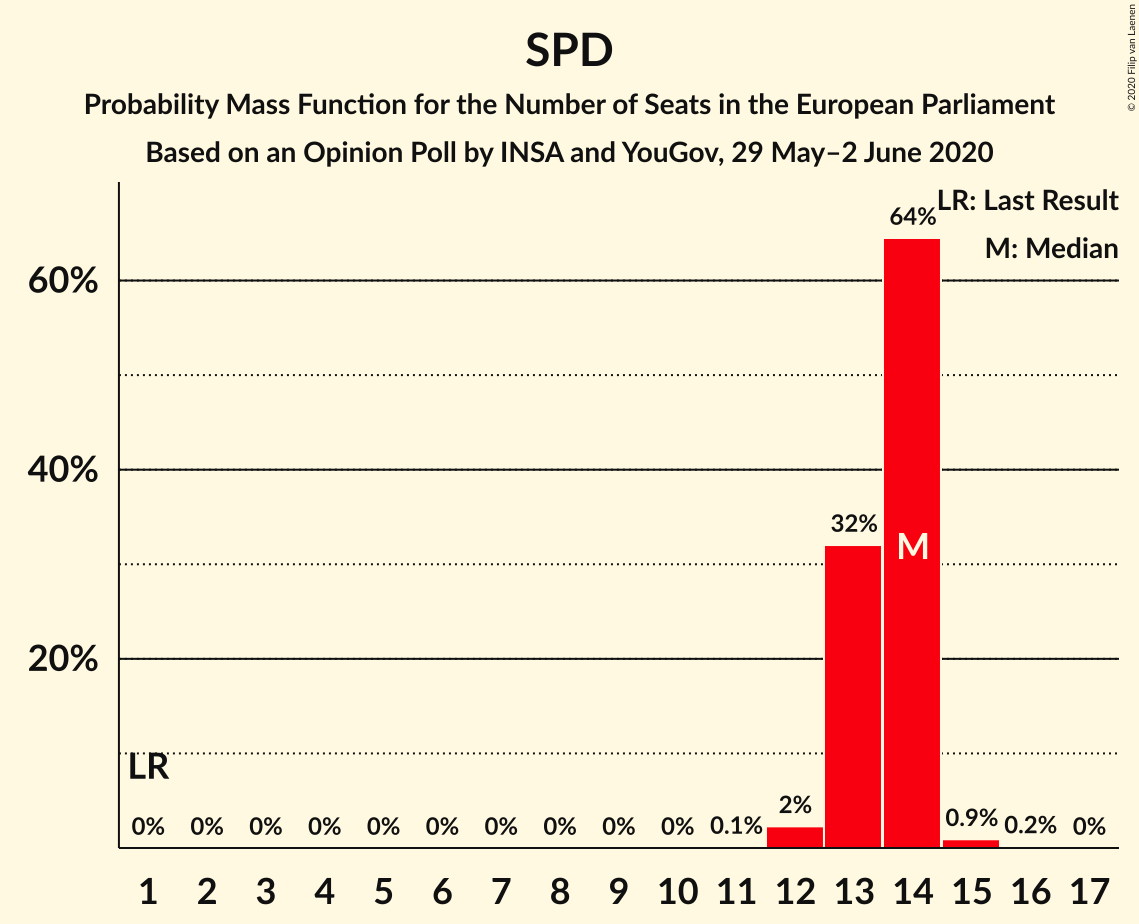 SPD
Probability Mass Function for the Number of Seats in the European Parliament
Based on an Opinion Poll by INSA and YouGov, 29 May–2 June 2020
© 2020 Filip van Laenen
LR: Last Result
M: Median
60%
40%
20%
LR
M
0% 0% 0% 0% 0% 0% 0% 0% 0% 0% 0.1% 2% 32% 64% 0.9% 0.2% 0%
1 2 3 4 5 6 7 8 9 10 11 12 13 14 15 16 17